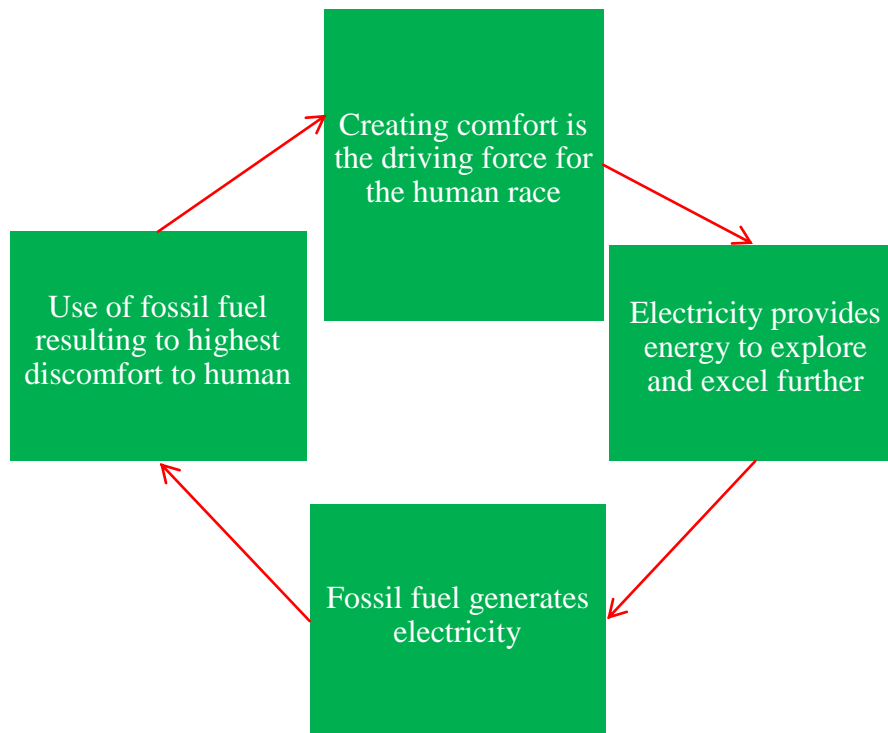 Creating comfort is
the driving force for
the human race
Electricity provides
energy to explore
and excel further
Fossil fuel generates
electricity
Use of fossil fuel
resulting to highest
discomfort to human